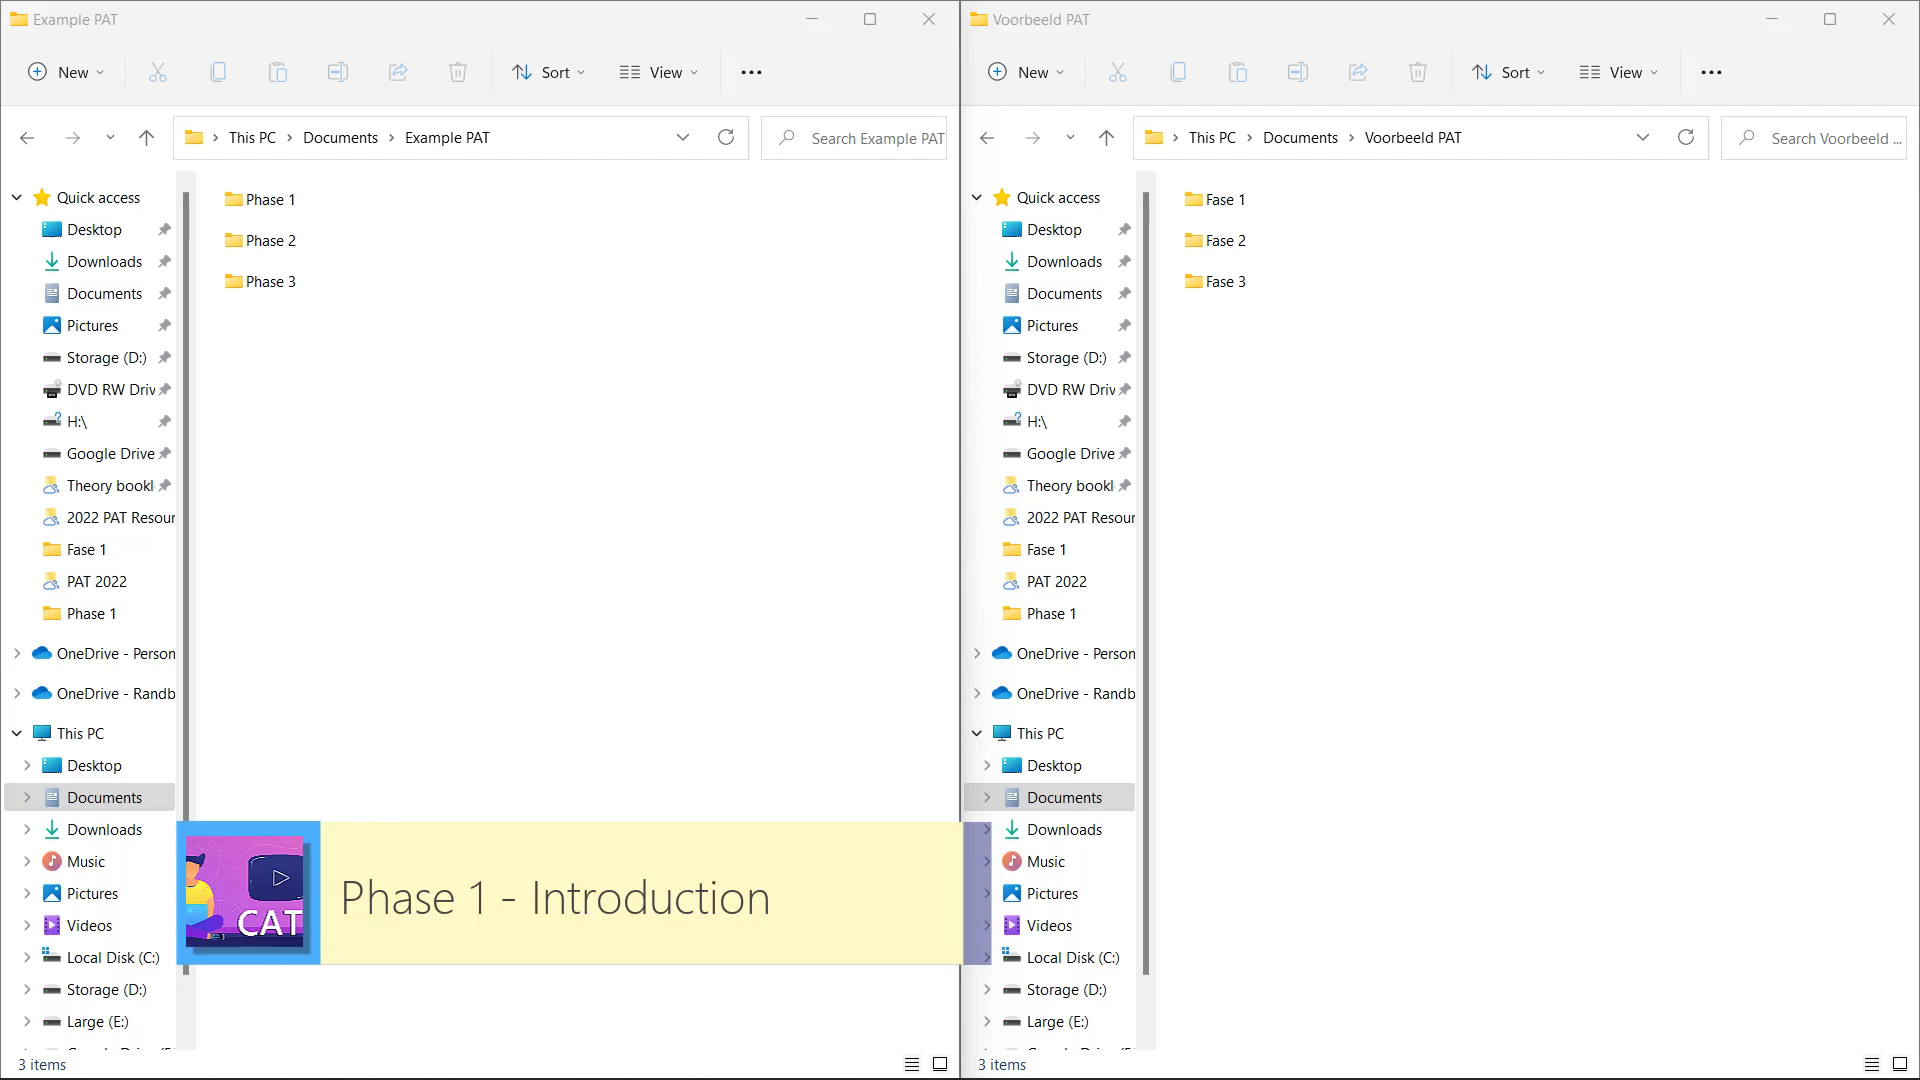 Example PAT
New
Sort
View
This PC
Documents
Example PAT
Search Example PAT
Quick access
Desktop
Downloads
Documents
Pictures
Storage (D:)
DVD RW Driv
H:\
Google Drive
Theory bookl
2022 PAT Resour
Fase 1
PAT 2022
Phase 1
OneDrive - Person
OneDrive - Randb
This PC
Desktop
Documents
Downloads
Music
Pictures
Videos
Local Disk (C:)
Storage (D:)
Large (E:)
3 items
Phase 1
Phase 2
Phase 3
CAT
Phase 1 - Introduction
Voorbeeld PAT
New
Sort
View
This PC
Documents
Voorbeeld PAT
Search Voorbeeld ...
Quick access
Desktop
Downloads
Documents
Pictures
Storage (D:)
DVD RW Driv
H:\
Google Drive
Theory bookl
2022 PAT Resour
Fase 1
PAT 2022
Phase 1
OneDrive - Person
OneDrive - Randb
This PC
Desktop
Documents
Downloads
Music
Pictures
Videos
Local Disk (C:)
Storage (D:)
Large (E:)
3 items
Fase 1
Fase 2
Fase 3